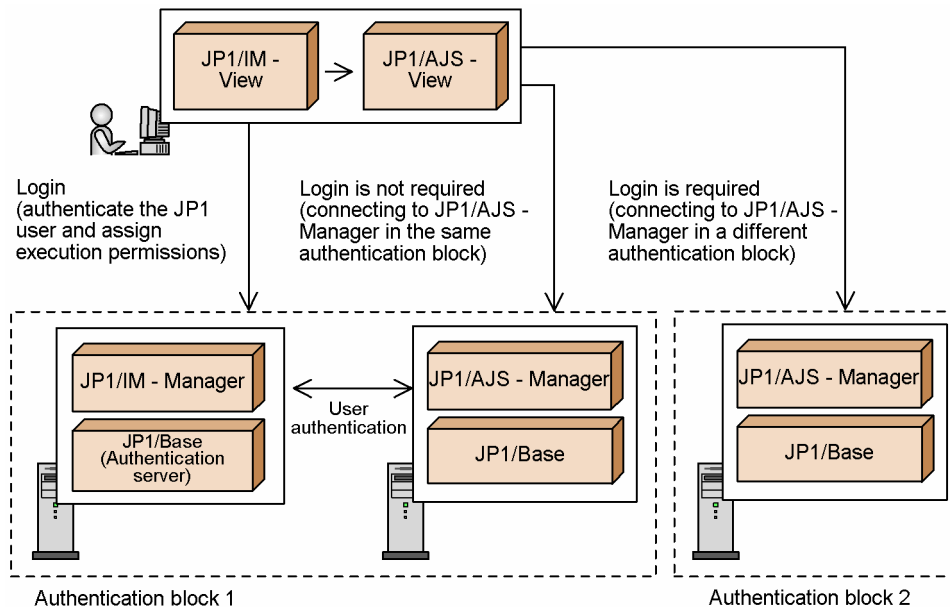 JP1/IM -
View
JP1/AJS -
View
Login
(authenticate the JP1
user and assign
execution permissions)
Login is not required
(connecting to JP1/AJS -
Manager in the same
authentication block)
Login is required
(connecting to JP1/AJS -
Manager in a different
authentication block)
JP1/IM - Manager
JP1/Base
(Authentication
server)
User
authentication
JP1/AJS - Manager
JP1/Base
JP1/AJS - Manager
JP1/Base
Authentication block 1
Authentication block 2